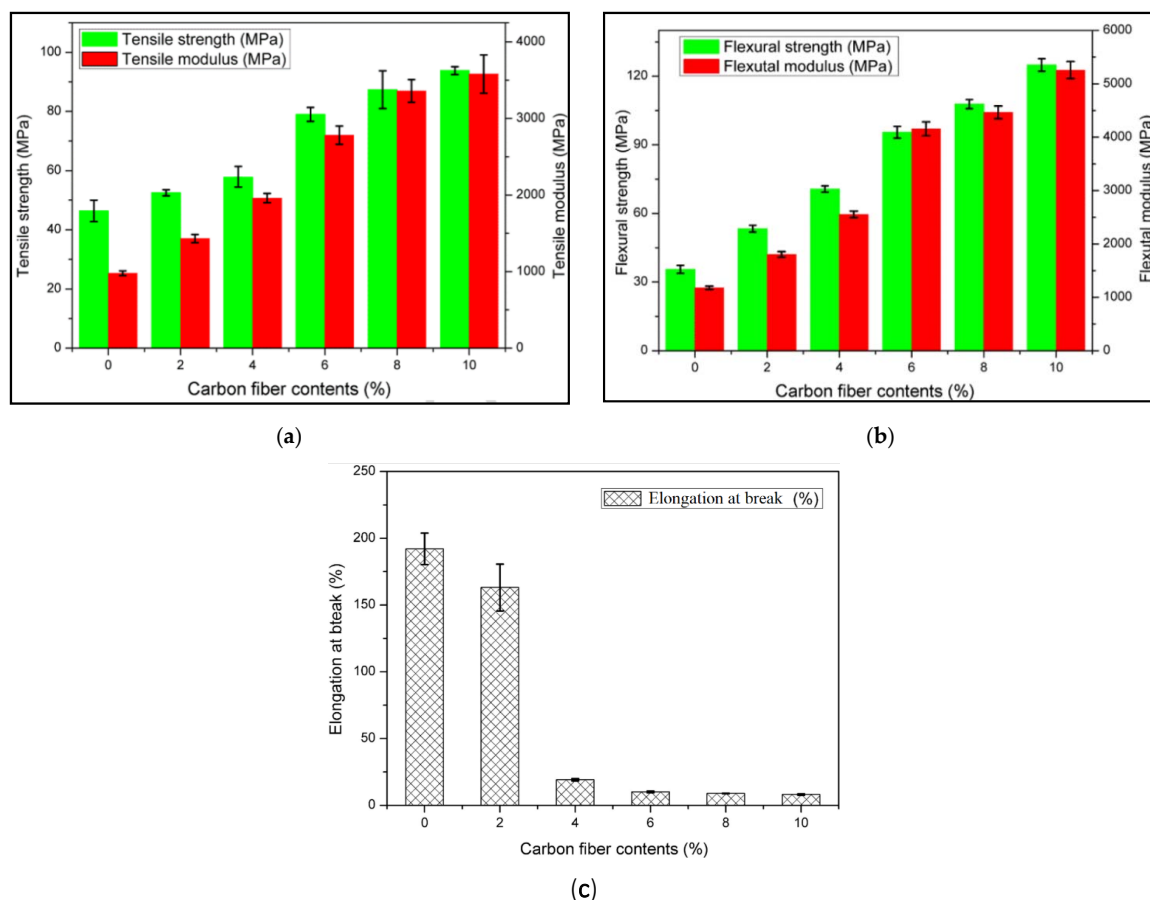 Tensile strength (MPa)
Tensile modulus (MPa)
Tensile strength (MPa)
0
20
40
60
80
100
Tensile modulus (MPa)
0
1000
2000
3000
4000
0 2 4 6 8 10
Carbon fiber contents (%)
(a)
Flexural strength (MPa)
Flexutal modulus (MPa)
Flexural strength (MPa)
0
30
60
90
120
Flexutal modulus (MPa)
0
1000
2000
3000
4000
5000
6000
0 2 4 6 8 10
Carbon fiber contents (%)
(b)
Elongation at break (%)
Elongation at bteak (%)
0
50
100
150
200
250
0 2 4 6 8 10
Carbon fiber contents (%)
(c)